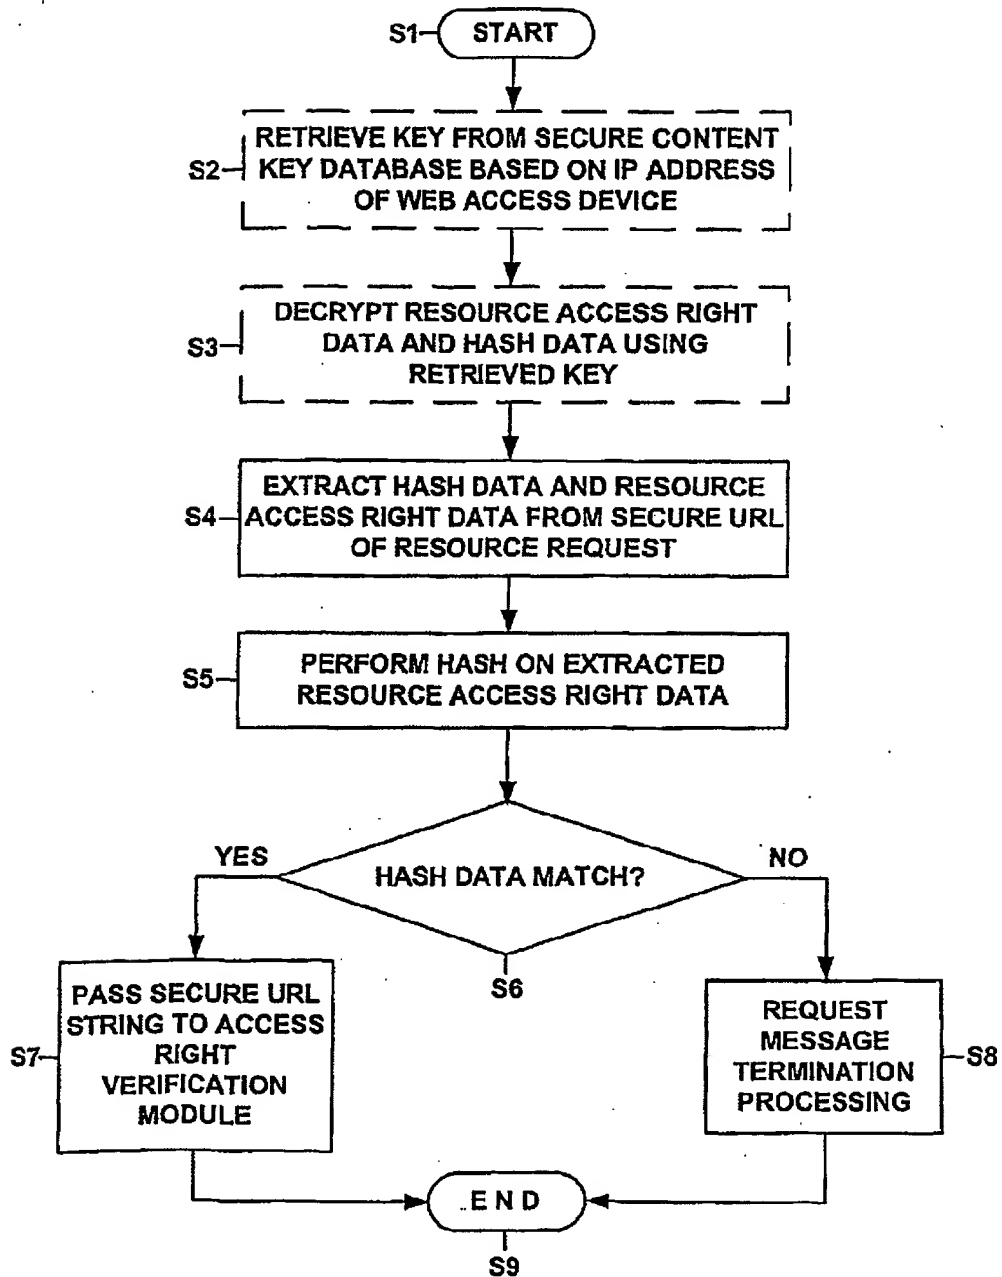 S1
START
S2
RETRIEVE KEY FROM SECURE CONTENT
KEY DATABASE BASED ON IP ADDRESS
OF WEB ACCESS DEVICE
S3
DECRYPT RESOURCE ACCESS RIGHT
DATA AND HASH DATA USING
RETRIEVED KEY
S4
EXTRACT HASH DATA AND RESOURCE
ACCESS RIGHT DATA FROM SECURE URL
OF RESOURCE REQUEST
S5
PERFORM HASH ON EXTRACTED
RESOURCE ACCESS RIGHT DATA
YES
HASH DATA MATCH?
NO
S6
S7
PASS SECURE URL
STRING TO ACCESS
RIGHT
VERIFICATION
MODULE
REQUEST
MESSAGE
TERMINATION
PROCESSING
S8
END
S9